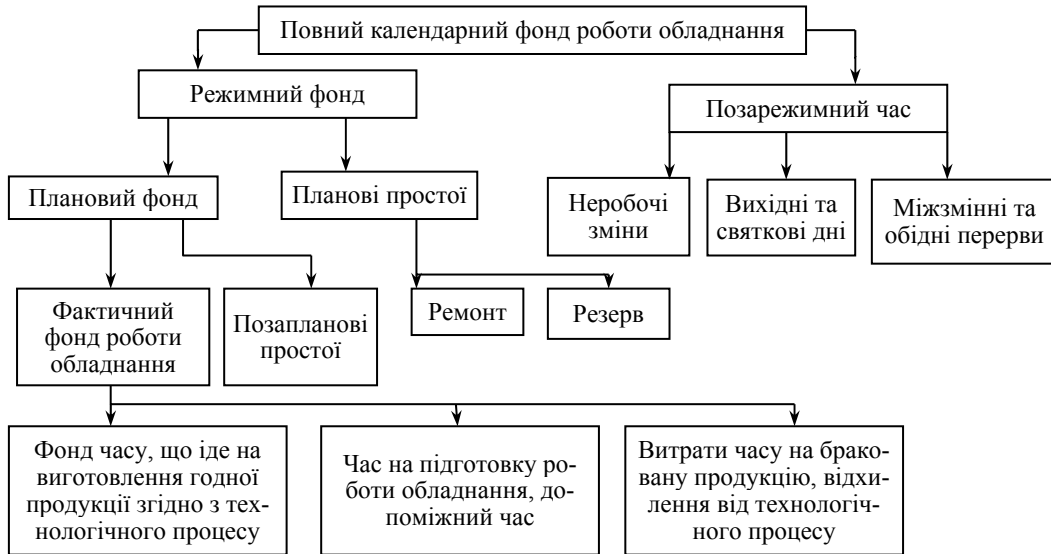 Повний календарний фонд роботи обладнання
Режимний фонд
Позарежимний час
Плановий фонд
Планові простої
Неробочі
зміни
Вихідні та
святкові дні
Міжзмінні та
обідні перерви
Фактичний
фонд роботи
обладнання
Позапланові
простої
Ремонт
Резерв
Фонд часу, що іде на
виготовлення годної
продукції згідно з тех-
нологічного процесу
Час на підготовку ро-
боти обладнання, до-
поміжний час
Витрати часу на брако-
вану продукцію, відхи-
лення від технологіч-
ного процесу